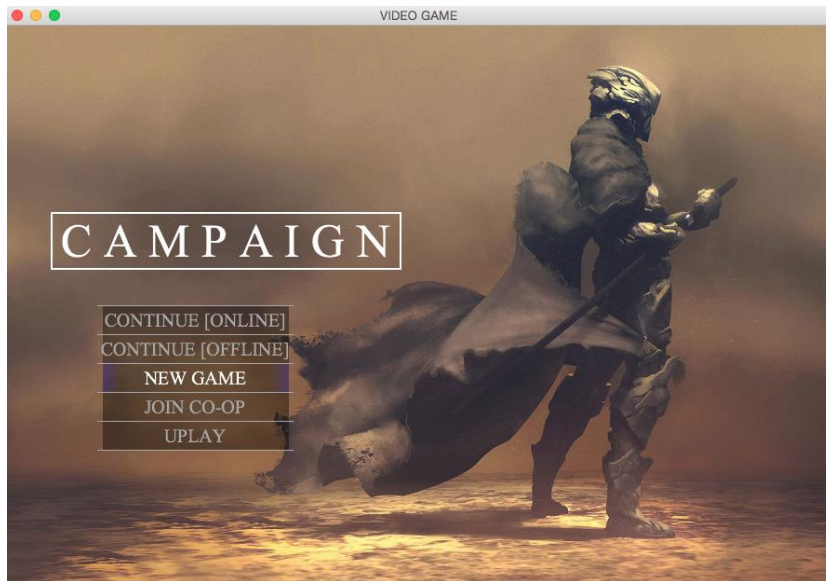 VIDEO GAME
CAMPAIGN
CONTINUE [ONLINE]
CONTINUE [OFFLINE]
NEW GAME
JOIN CO-OP
UPLAY